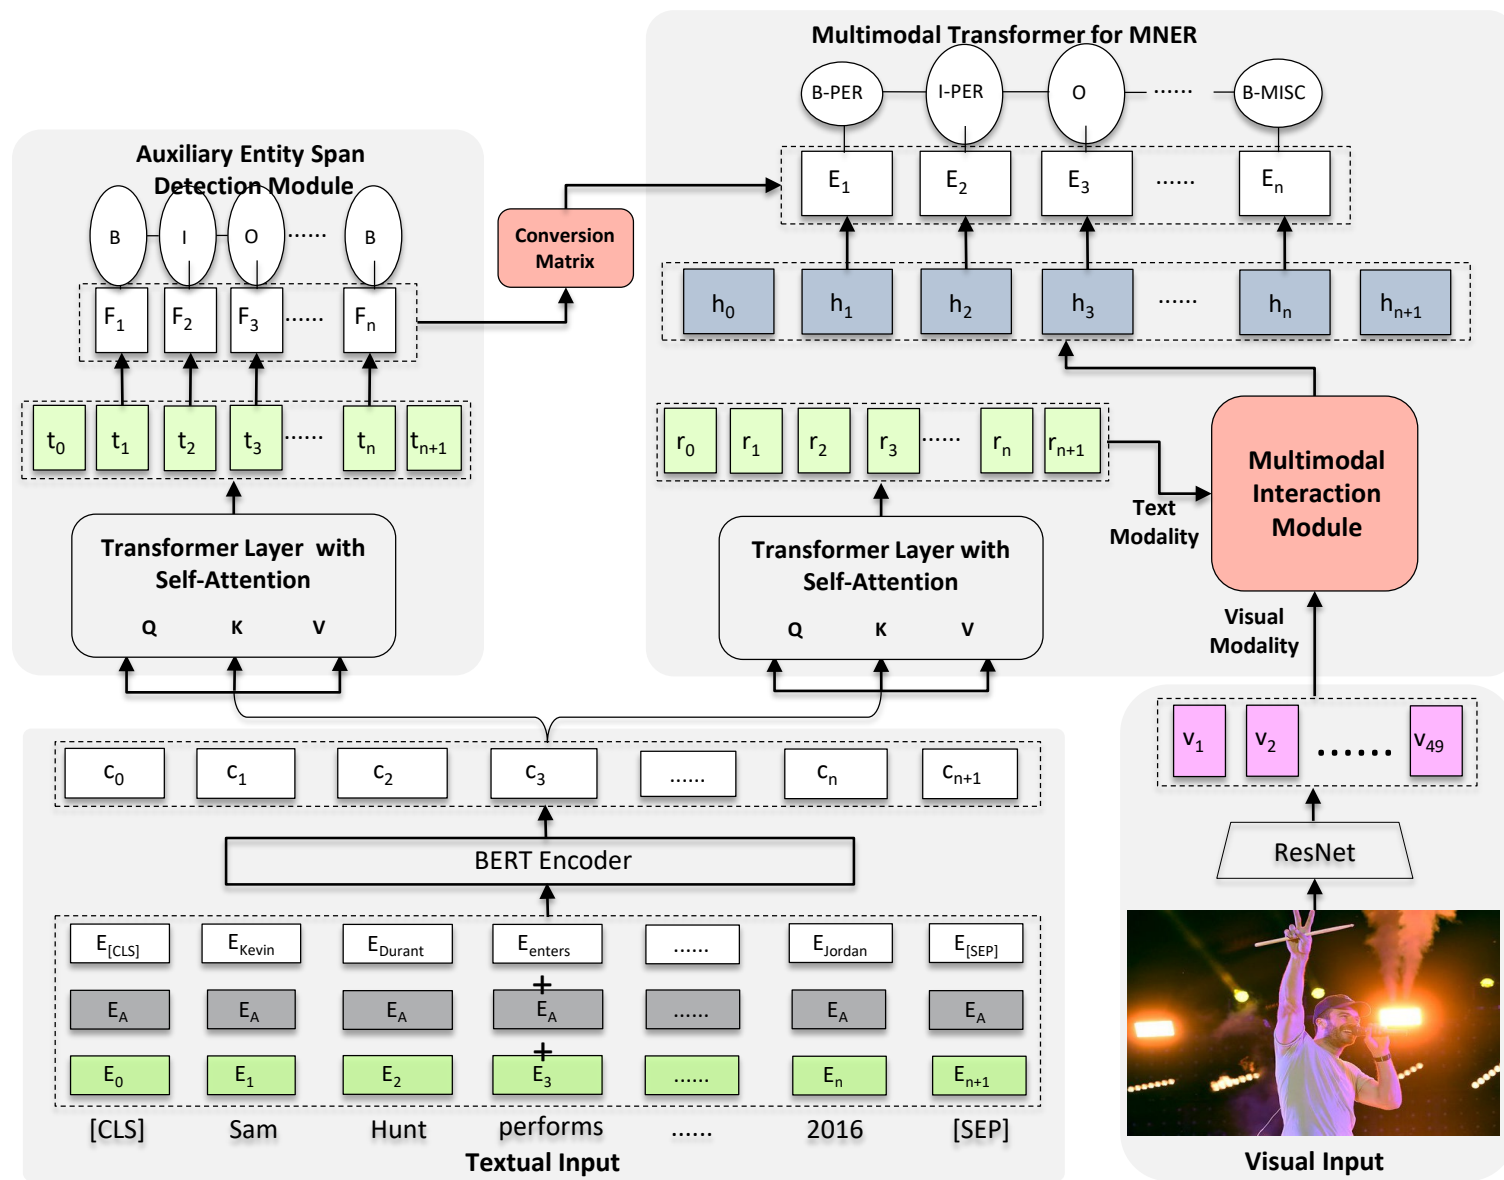 Multimodal Transformer for MNER
B-PER I-PER O ...... B-MISC
E1 E2 E3 ...... En
h0 h1 h2 h3 ...... hn hn+1
Auxiliary Entity Span
Detection Module
B I O ...... B
F1 F2 F3 ...... Fn
t0 t1 t2 t3 ...... tn tn+1
Conversion
Matrix
r0 r1 r2 r3 ...... rn rn+1
Text
Modality
Multimodal
Interaction
Module
Visual
Modality
Transformer Layer with
Self-Attention
Q K V
Transformer Layer with
Self-Attention
Q K V
c0 c1 c2 c3 ...... cn cn+1
BERT Encoder
E[CLS] EKevin EDurant Eenters ...... EJordan E[SEP]
+
EA EA EA EA ...... EA EA
+
E0 E1 E2 E3 ...... En En+1
[CLS] Sam Hunt performs ...... 2016 [SEP]
Textual Input
v1 v2 ...... v49
ResNet
Visual Input